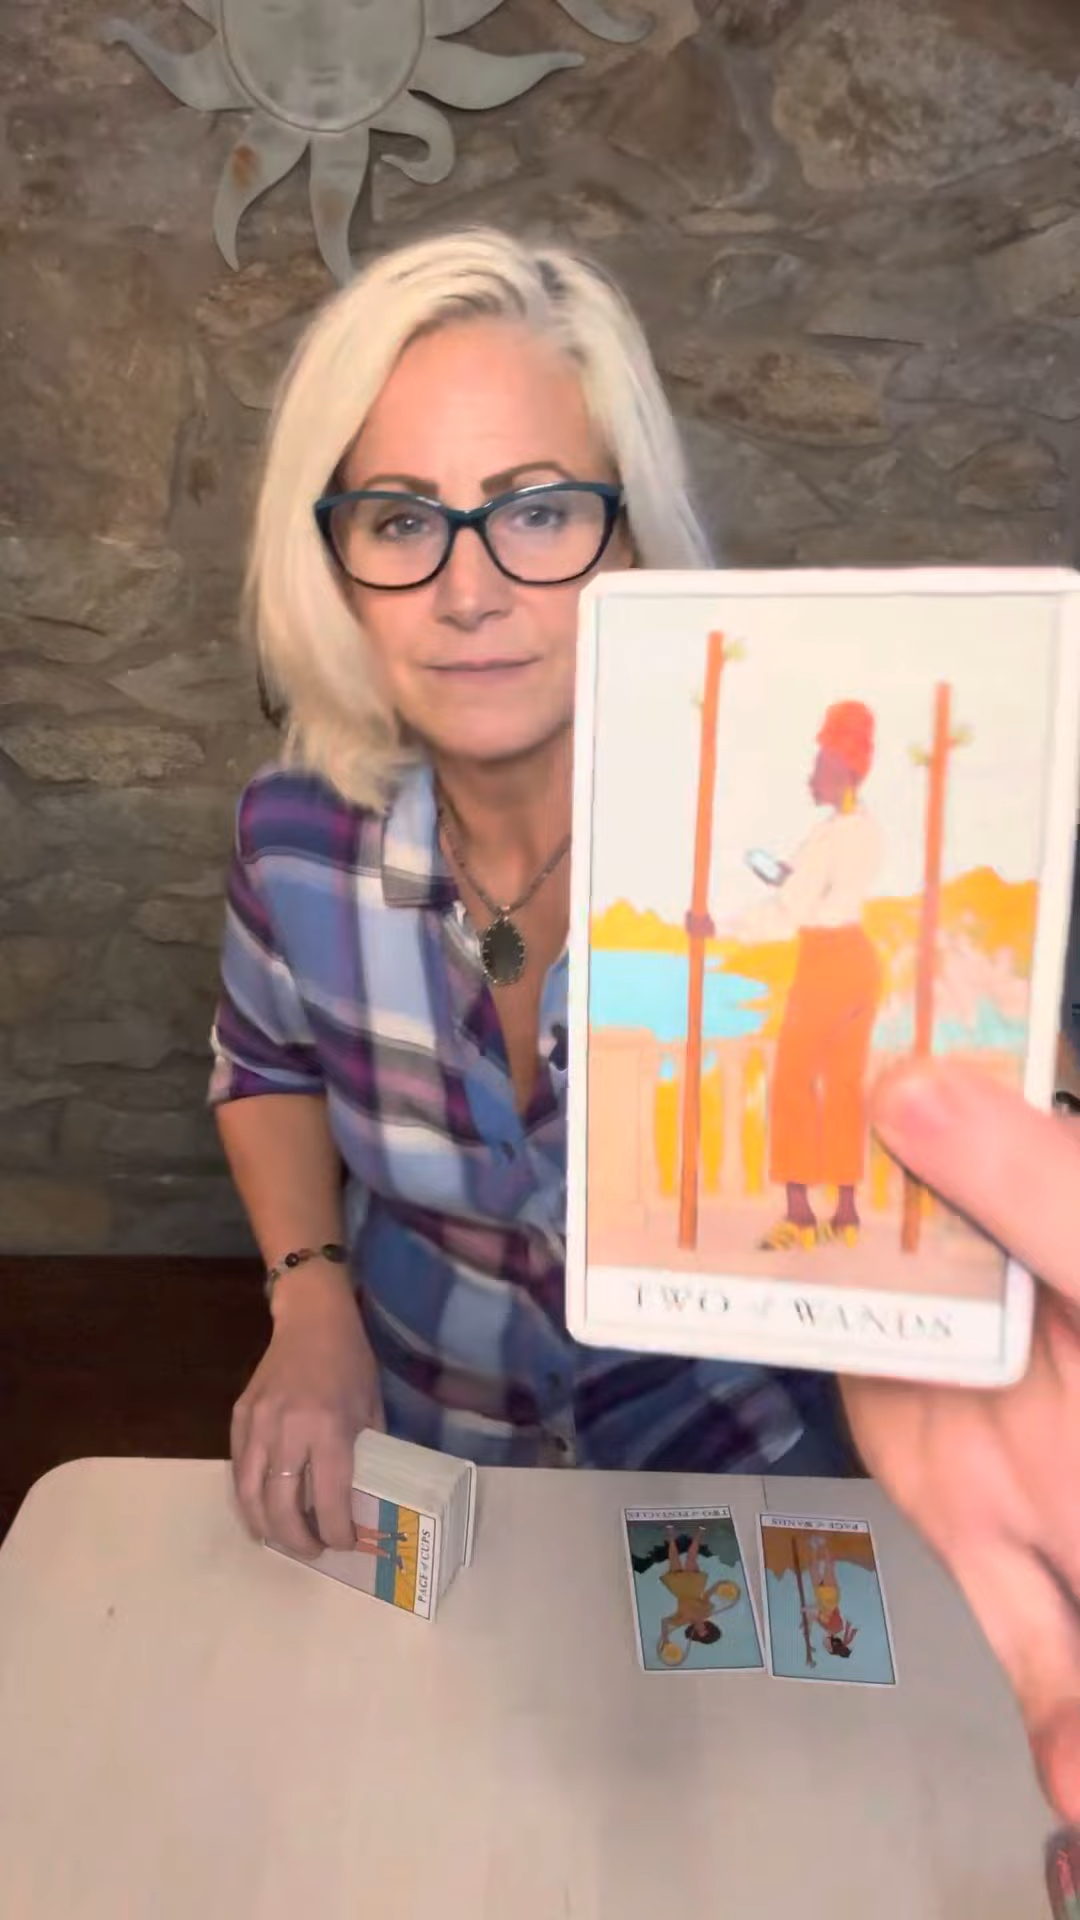 TWO of WANDS
PAGE of CUPS
TWO of PENTACLES
PAGE of WANDS